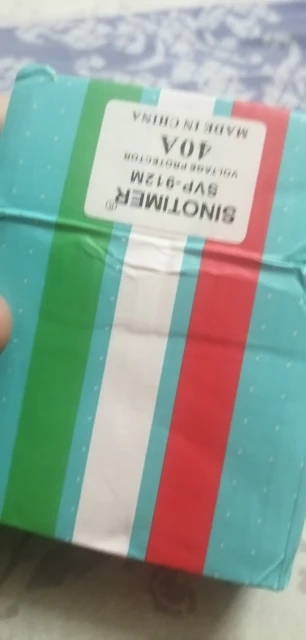 SINOTIMER®
SVP-912M
VOLTAGE PROTECTOR
40A
MADE IN CHINA